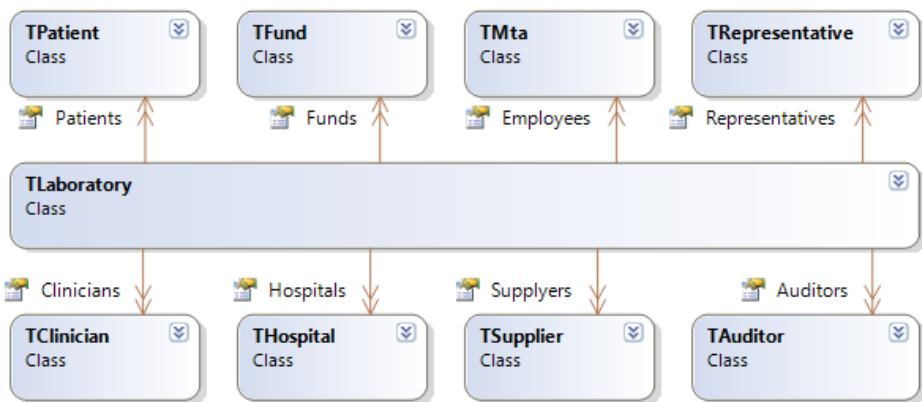 TPatient
Class
TFund
Class
TMta
Class
TRepresentative
Class
Patients
Funds
Employees
Representatives
TLaboratory
Class
Clinicians
Hospitals
Supplyers
Auditors
TClinician
Class
THospital
Class
TSupplier
Class
TAuditor
Class